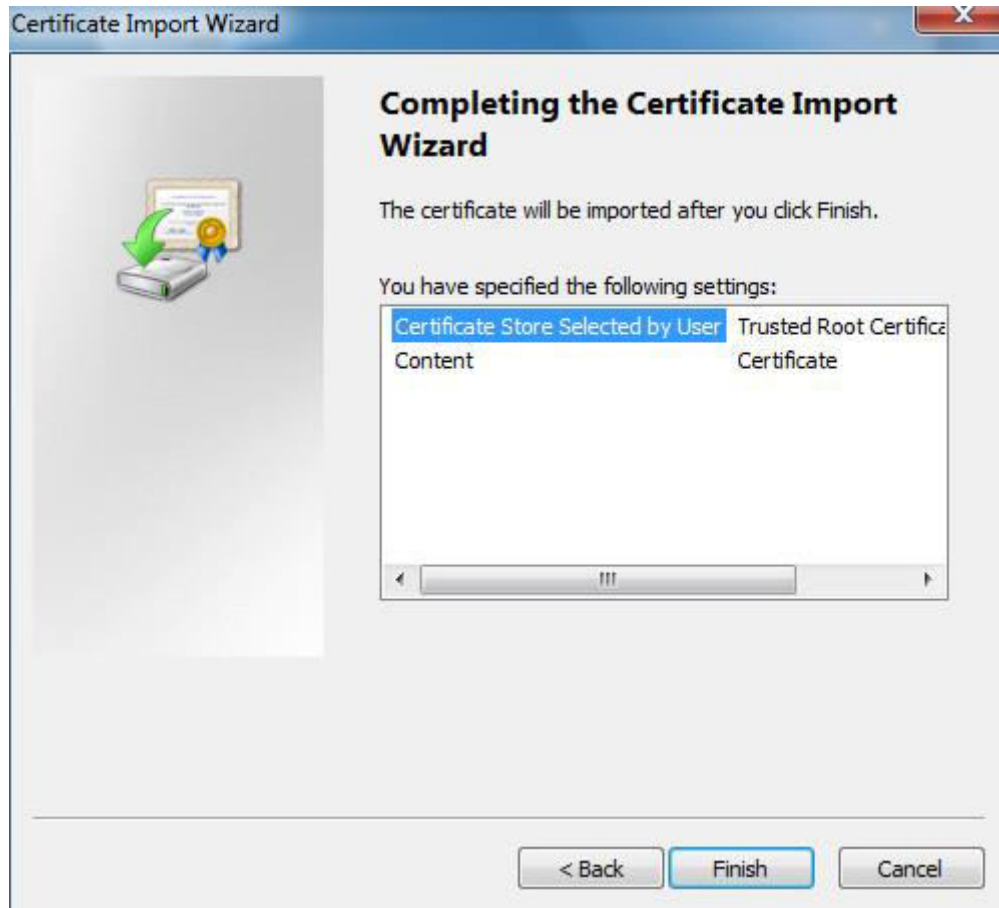 Certificate Import Wizard
Completing the Certificate Import
Wizard
The certificate will be imported after you click Finish.
You have specified the following settings:
Certificate Store Selected by User Trusted Root Certifica
Content Certificate
< Back Finish Cancel